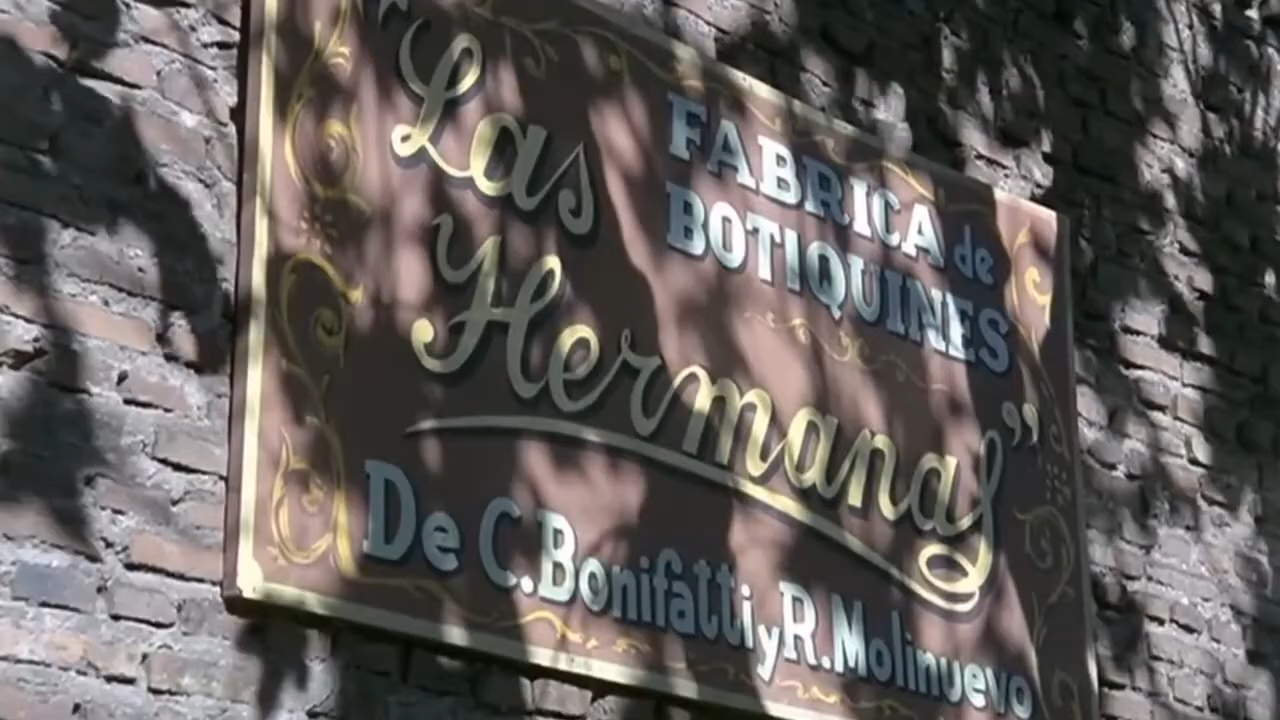 "Las
Hermanas"
FABRICA de
BOTIQUINES
De C. Bonifatti y R. Molinuevo